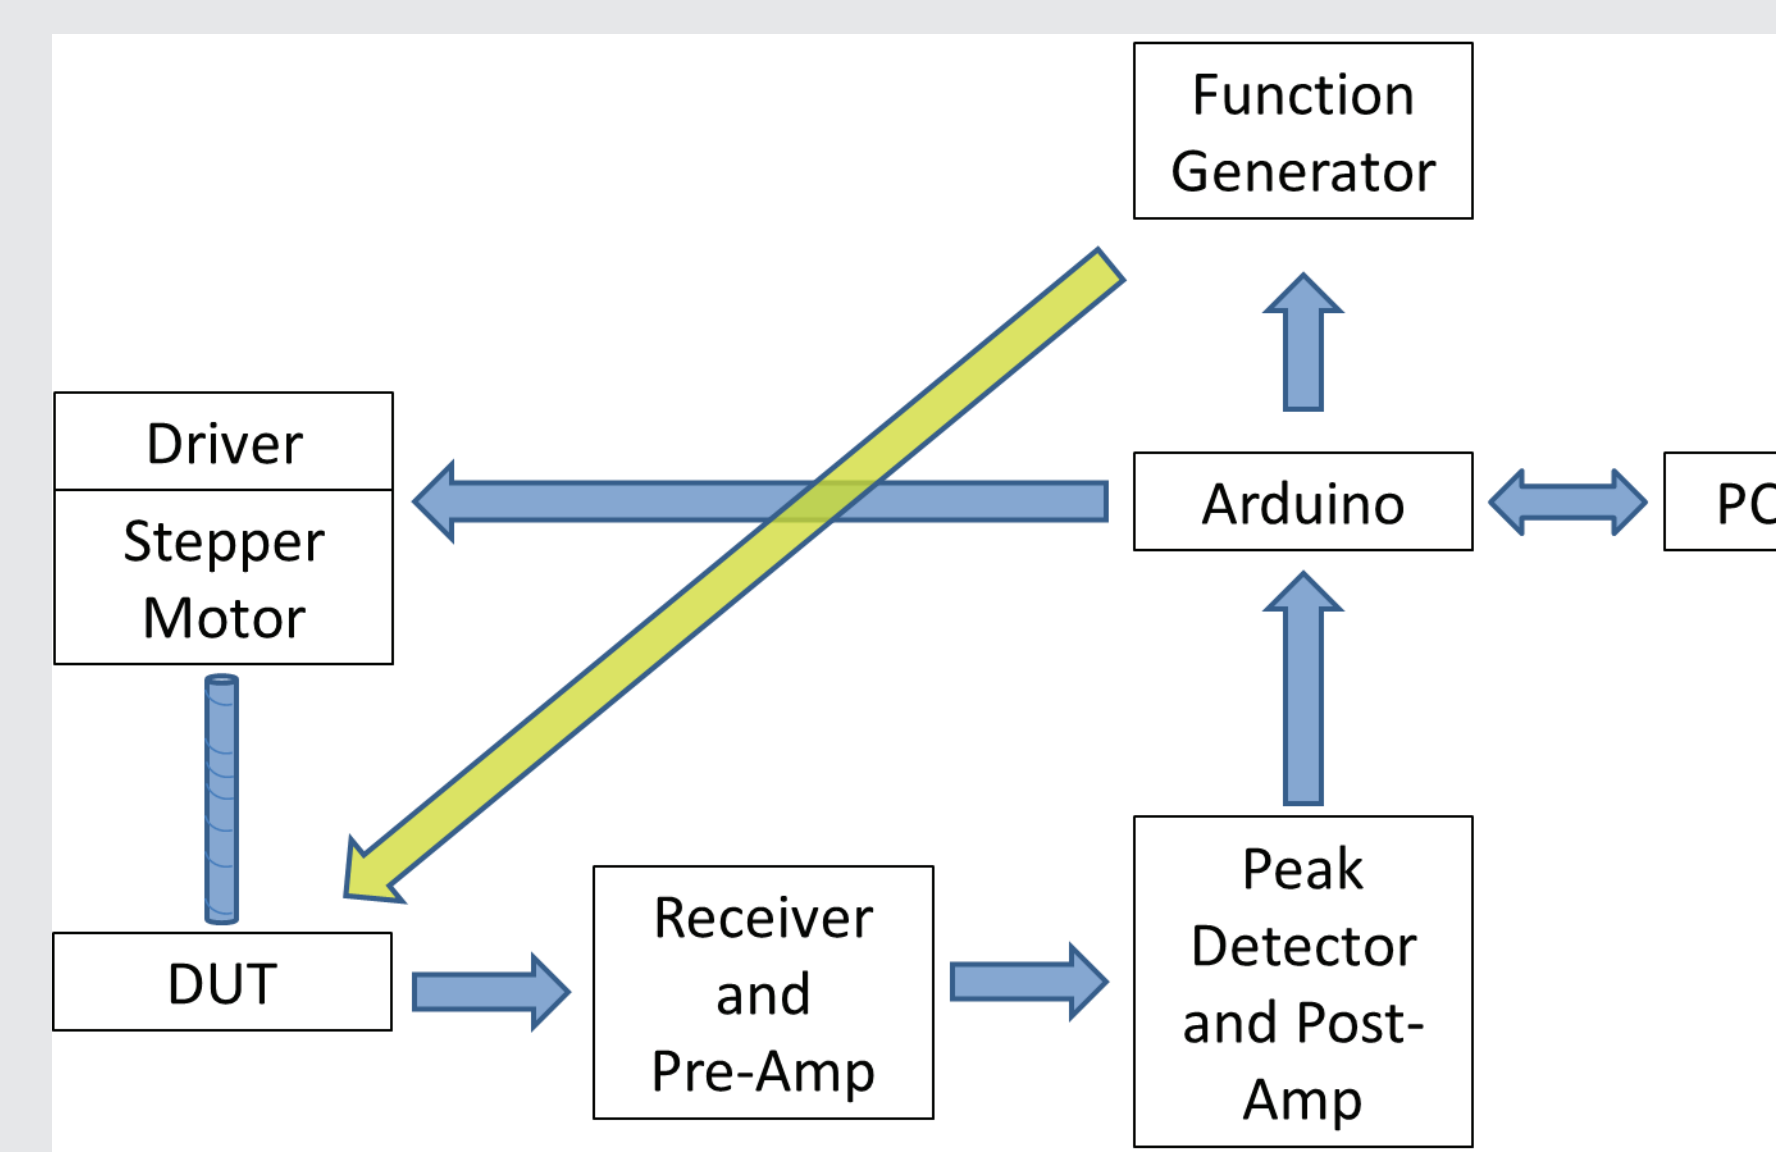 Function
Generator
Driver
Stepper
Motor
Arduino
DUT
Receiver
and
Pre-Amp
Peak
Detector
and Post-
Amp